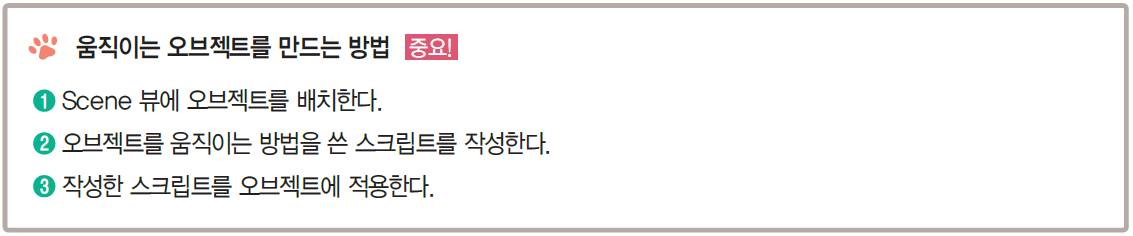 움직이는 오브젝트를 만드는 방법 중요!
1 Scene 뷰에 오브젝트를 배치한다.
2 오브젝트를 움직이는 방법을 쓴 스크립트를 작성한다.
3 작성한 스크립트를 오브젝트에 적용한다.